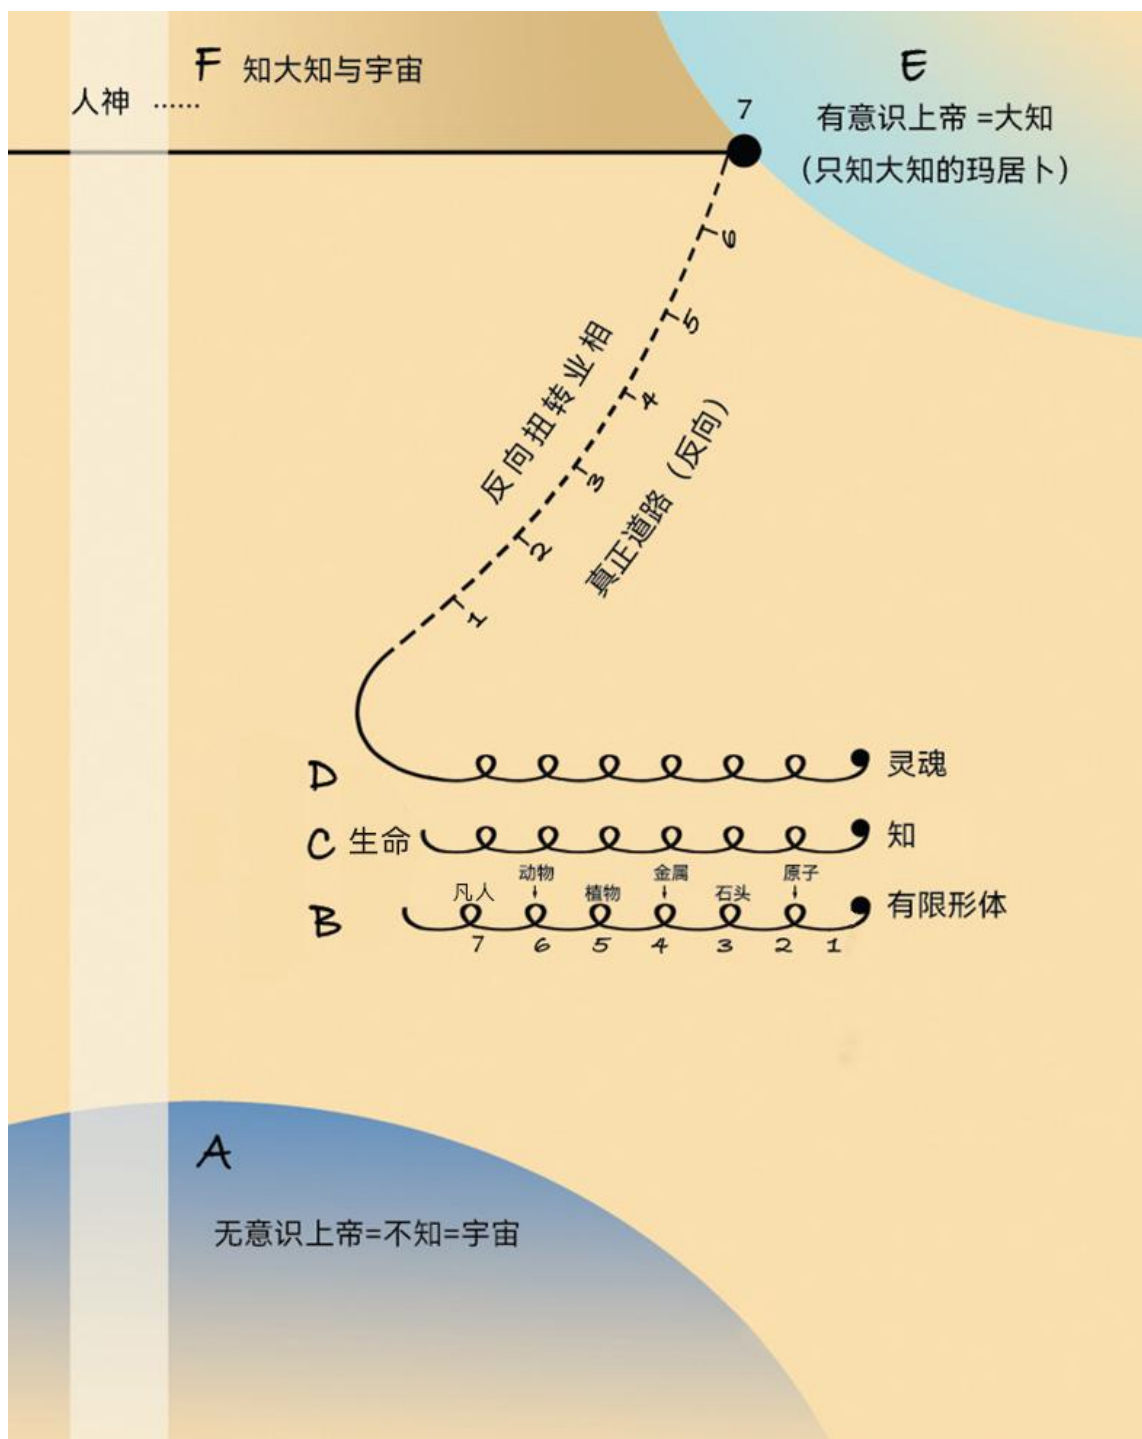 F 知大知与宇宙
人神 ······
E
有意识上帝 =大知
（只知大知的玛居卜）
7
6
5
4
3
2
1
反向扭转业相
真正道路（反向）
D 灵魂
C 生命 知
动物 金属 原子
凡人 植物 石头
B 有限形体
7 6 5 4 3 2 1
A
无意识上帝=不知=宇宙